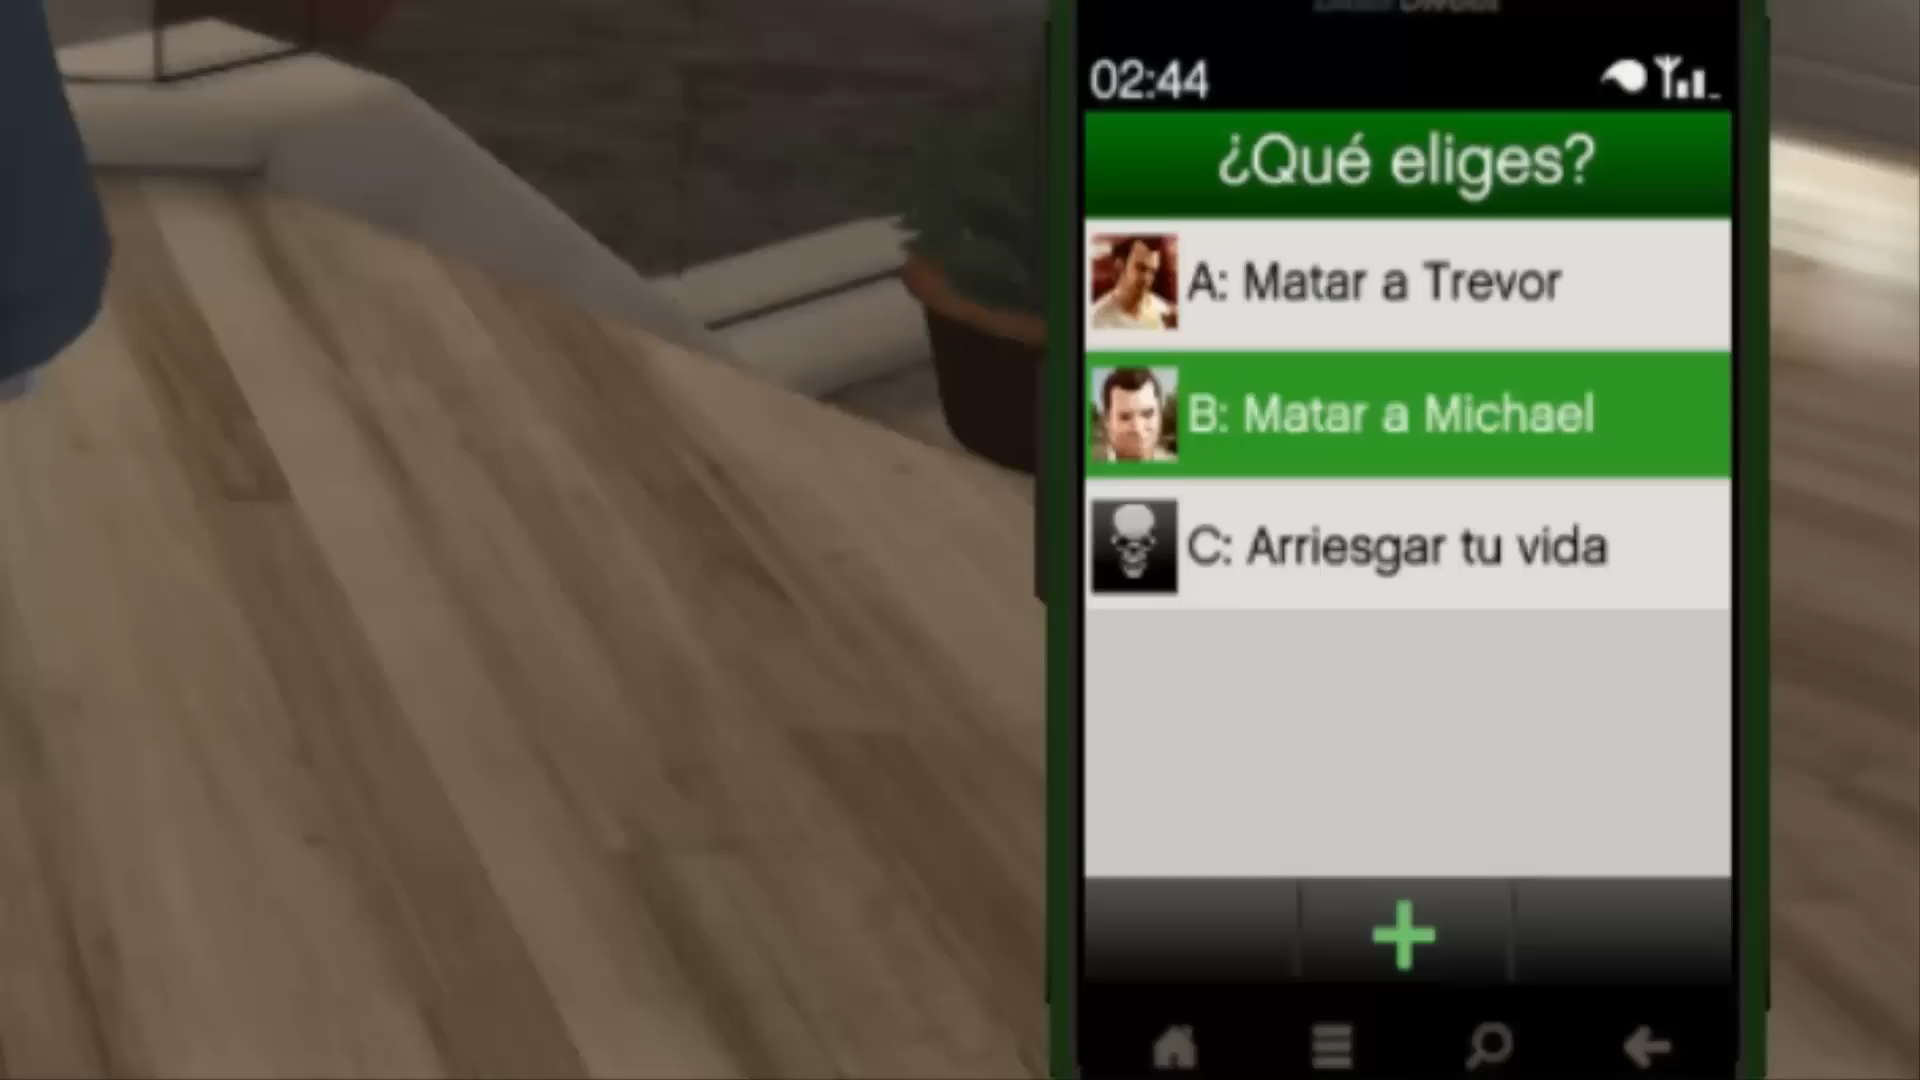 02:44
¿Qué eliges?
A: Matar a Trevor
B: Matar a Michael
C: Arriesgar tu vida